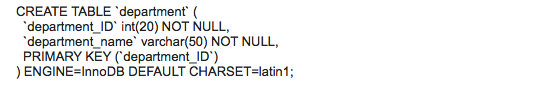 CREATE TABLE `department` (
`department_ID` int(20) NOT NULL,
`department_name` varchar(50) NOT NULL,
PRIMARY KEY (`department_ID`)
) ENGINE=InnoDB DEFAULT CHARSET=latin1;